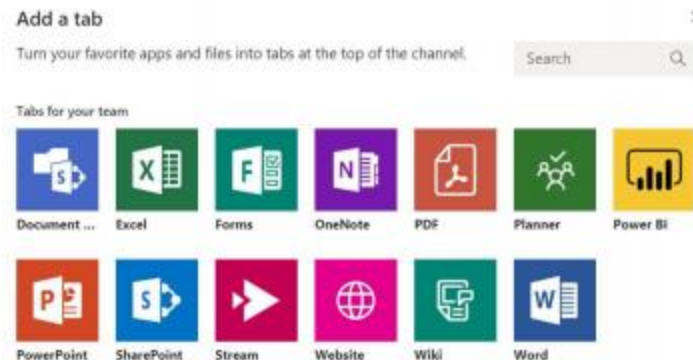 Add a tab
Turn your favorite apps and files into tabs at the top of the channel.
Search
Tabs for your team
Document ... Excel Forms OneNote PDF Planner Power BI
PowerPoint SharePoint Stream Website Wiki Word